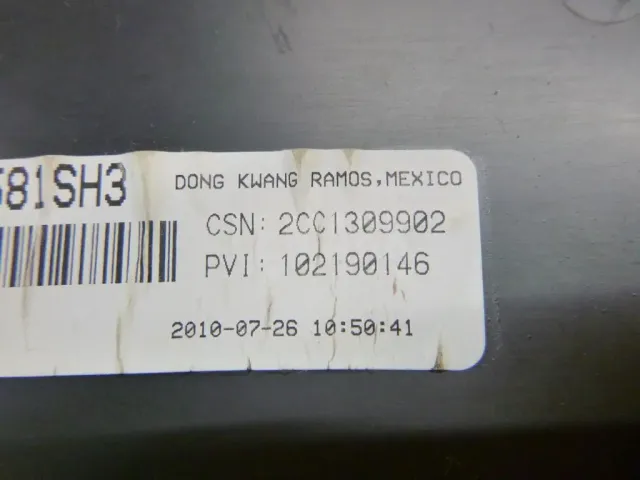 581SH3
DONG KWANG RAMOS,MEXICO
CSN: 2CC1309902
PVI: 102190146
2010-07-26 10:50:41